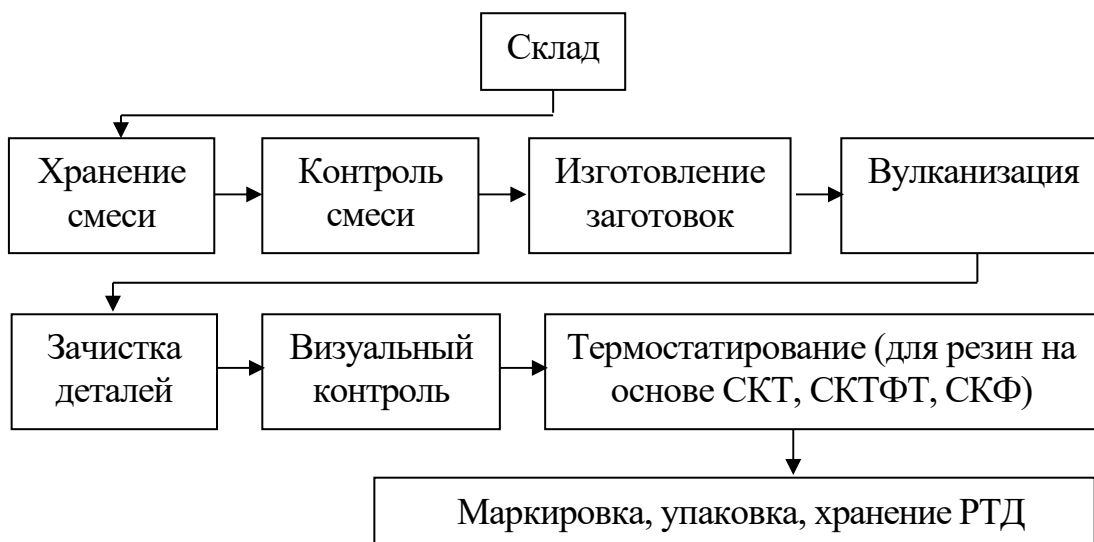 Склад
Хранение
смеси
Контроль
смеси
Изготовление
заготовок
Вулканизация
Зачистка
деталей
Визуальный
контроль
Термостатирование (для резин на
основе СКТ, СКТФТ, СКФ)
Маркировка, упаковка, хранение РТД